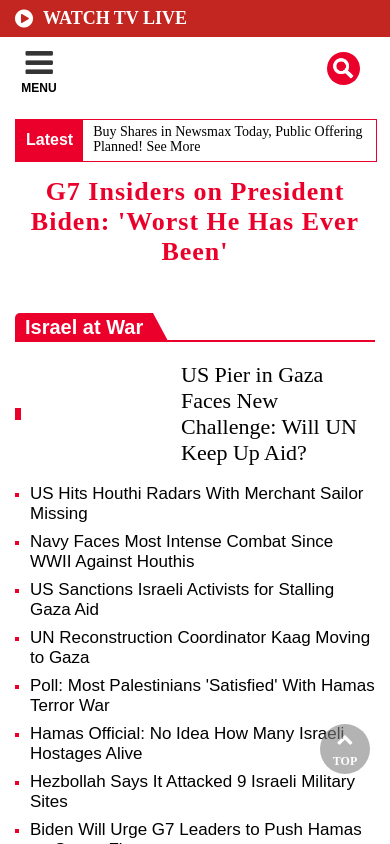 WATCH TV LIVE
MENU
Latest
Buy Shares in Newsmax Today, Public Offering
Planned! See More
G7 Insiders on President
Biden: 'Worst He Has Ever
Been'
Israel at War
US Pier in Gaza
Faces New
Challenge: Will UN
Keep Up Aid?
US Hits Houthi Radars With Merchant Sailor
Missing
Navy Faces Most Intense Combat Since
WWII Against Houthis
US Sanctions Israeli Activists for Stalling
Gaza Aid
UN Reconstruction Coordinator Kaag Moving
to Gaza
Poll: Most Palestinians 'Satisfied' With Hamas
Terror War
Hamas Official: No Idea How Many Israeli
Hostages Alive
TOP
Hezbollah Says It Attacked 9 Israeli Military
Sites
Biden Will Urge G7 Leaders to Push Hamas